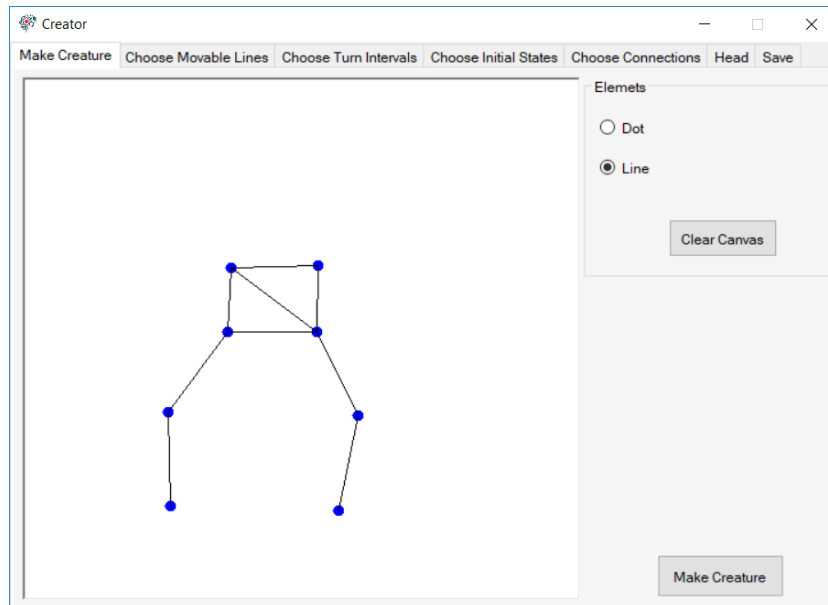 Creator
Make Creature Choose Movable Lines Choose Turn Intervals Choose Initial States Choose Connections Head Save
Elemets
Dot
Line
Clear Canvas
Make Creature